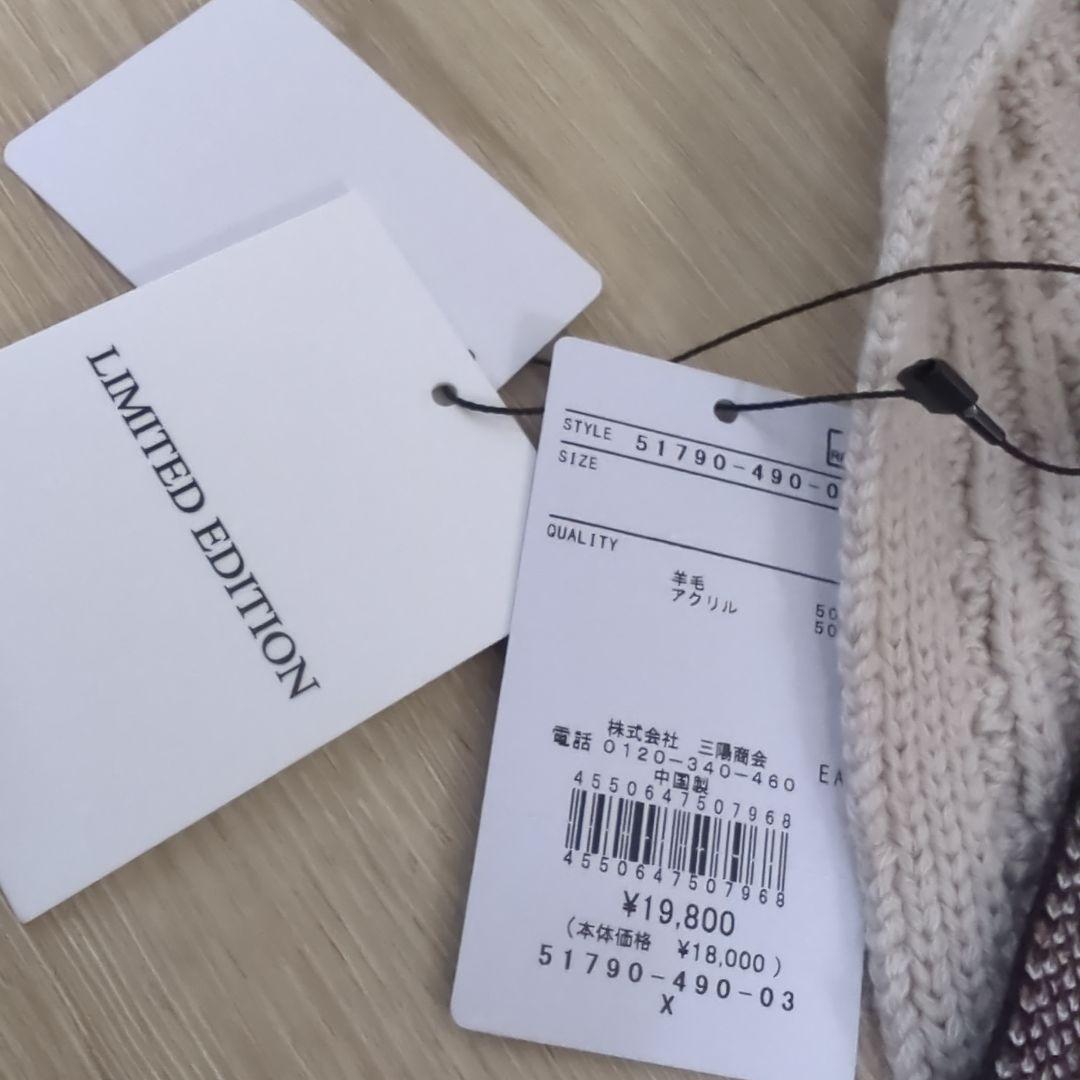 LIMITED EDITION
STYLE 51790-490-0
SIZE
QUALITY
羊毛 50
アクリル 50
株式会社 三陽商会
電話 0120-340-460
EA
中国製
4550647507968
4550647507968
¥19,800
(本体価格 ¥18,000)
51790-490-03
X